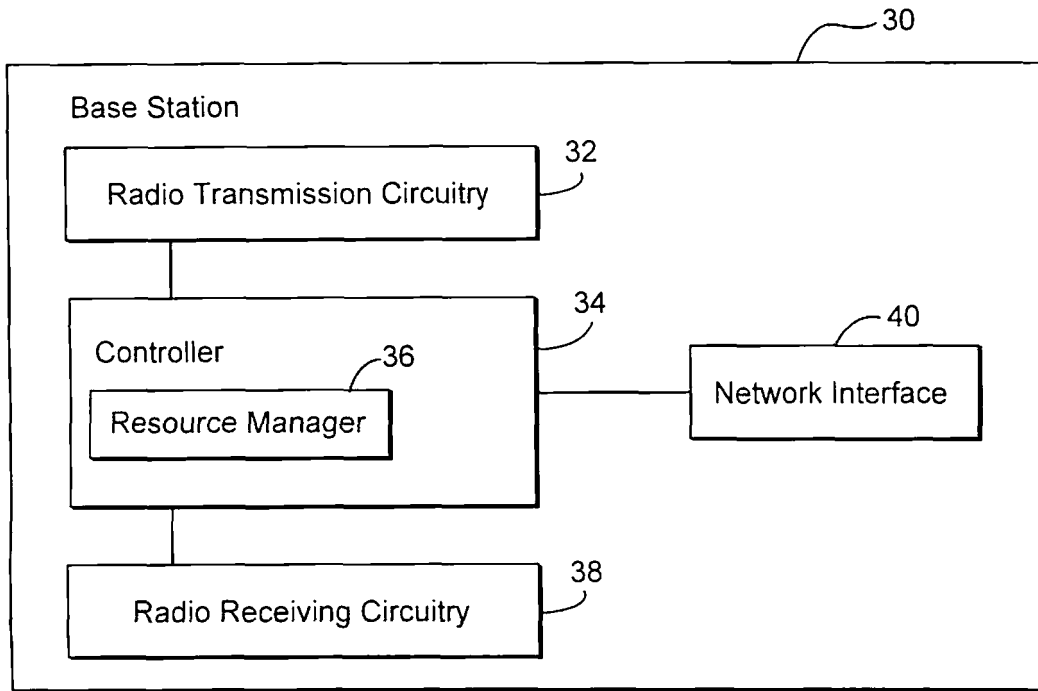 30
Base Station
32
Radio Transmission Circuitry
34
Controller
36
Resource Manager
40
Network Interface
38
Radio Receiving Circuitry